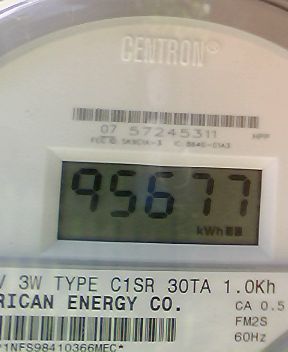 CENTRON®
07 57245311
95677
kWh
V 3W TYPE C1SR 30TA 1.0Kh
RICAN ENERGY CO.
CA 0.5
FM2S
60Hz
1NFS98410366MEC*